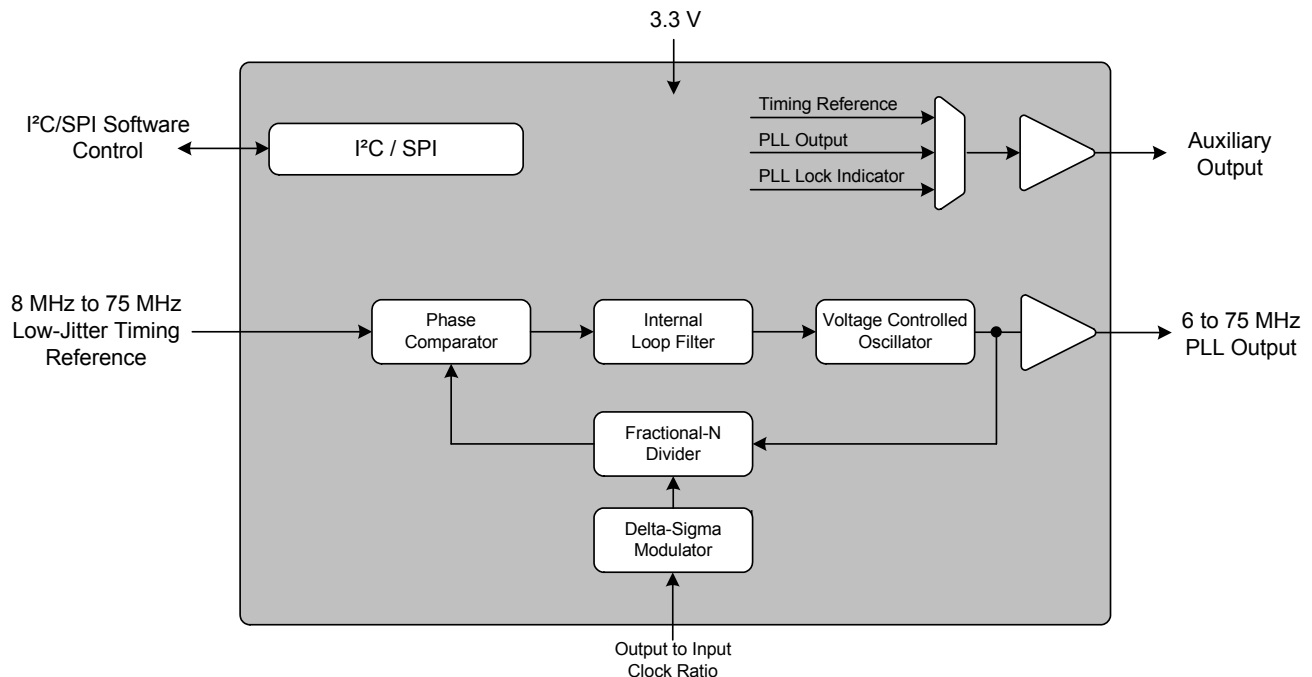 3.3 V
I²C/SPI Software
Control
I²C / SPI
Timing Reference
PLL Output
PLL Lock Indicator
Auxiliary
Output
8 MHz to 75 MHz
Low-Jitter Timing
Reference
Phase
Comparator
Internal
Loop Filter
Voltage Controlled
Oscillator
6 to 75 MHz
PLL Output
Fractional-N
Divider
Delta-Sigma
Modulator
Output to Input
Clock Ratio